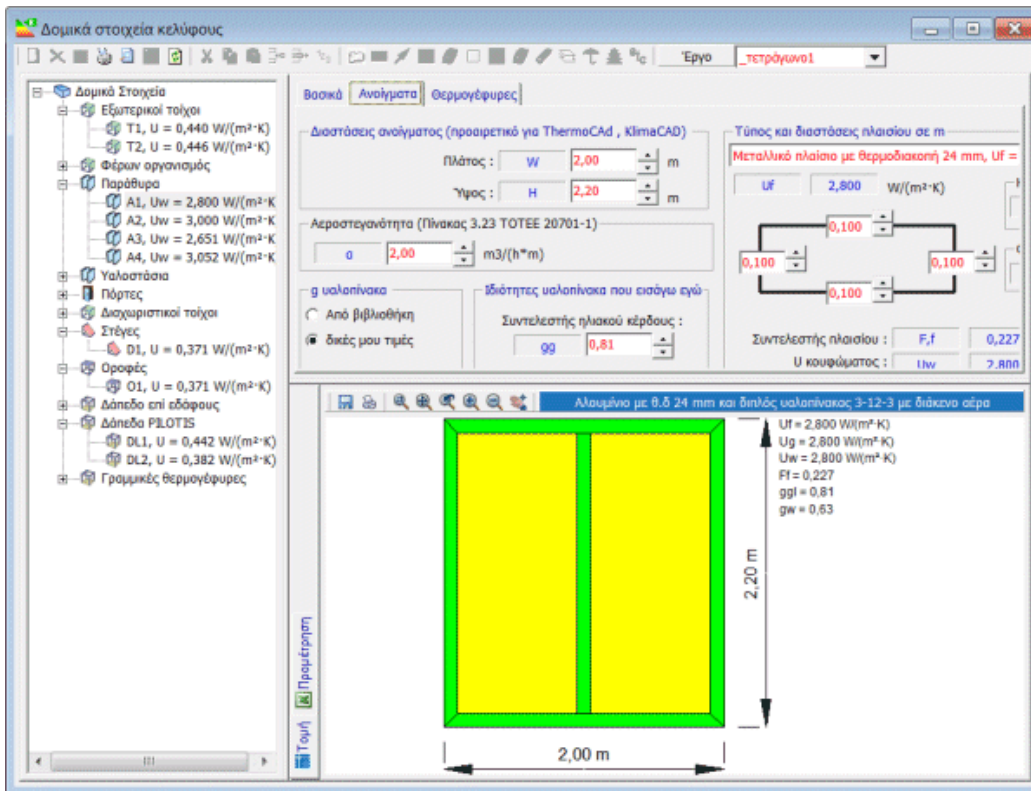 Δομικά στοιχεία κελύφους
Έργο
_τετράγωνο1
Δομικά Στοιχεία
Εξωτερικοί τοίχοι
T1, U = 0,440 W/(m²·K)
T2, U = 0,446 W/(m²·K)
Φέρων οργανισμός
Παράθυρα
A1, Uw = 2,800 W/(m²·K
A2, Uw = 3,000 W/(m²·K
A3, Uw = 2,651 W/(m²·K
A4, Uw = 3,052 W/(m²·K
Υαλοστάσια
Πόρτες
Διαχωριστικοί τοίχοι
Στέγες
D1, U = 0,371 W/(m²·K)
Οροφές
O1, U = 0,371 W/(m²·K)
Δάπεδο επί εδάφους
Δάπεδο PILOTIS
DL1, U = 0,442 W/(m²·K)
DL2, U = 0,382 W/(m²·K)
Γραμμικές θερμογέφυρες
Βασικά Ανοίγματα Θερμογέφυρες
Διαστάσεις ανοίγματος (προαιρετικό για ThermoCAd , KlimaCAD)
Πλάτος : W 2,00 m
Ύψος : H 2,20 m
Αεροστεγανότητα (Πίνακας 3.23 ΤΟΤΕΕ 20701-1)
α 2,00 m3/(h*m)
g υαλοπίνακα
Από βιβλιοθήκη
δικές μου τιμές
Ιδιότητες υαλοπίνακα που εισάγω εγώ
Συντελεστής ηλιακού κέρδους :
gg 0,81
Τύπος και διαστάσεις πλαισίου σε m
Μεταλλικό πλαίσιο με θερμοδιακοπή 24 mm, Uf =
Uf 2,800 W/(m²·K)
0,100
0,100 0,100
0,100
Συντελεστής πλαισίου : F,f 0,227
U κουφώματος : Uw 2,800
Αλουμίνιο με θ.δ 24 mm και διπλός υαλοπίνακας 3-12-3 με διάκενο αέρα
Uf = 2,800 W/(m²·K)
Ug = 2,800 W/(m²·K)
Uw = 2,800 W/(m²·K)
Ff = 0,227
ggl = 0,81
gw = 0,63
2,20 m
2,00 m
Προμέτρηση
Τομή